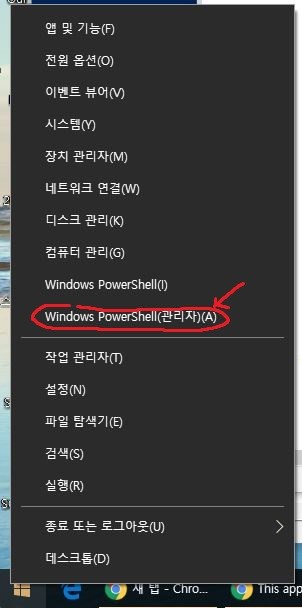 앱 및 기능(F)
전원 옵션(O)
이벤트 뷰어(V)
시스템(Y)
장치 관리자(M)
네트워크 연결(W)
디스크 관리(K)
컴퓨터 관리(G)
Windows PowerShell(I)
Windows PowerShell(관리자)(A)
작업 관리자(T)
설정(N)
파일 탐색기(E)
검색(S)
실행(R)
종료 또는 로그아웃(U)
데스크톱(D)
새 탭 - Chro...
This app